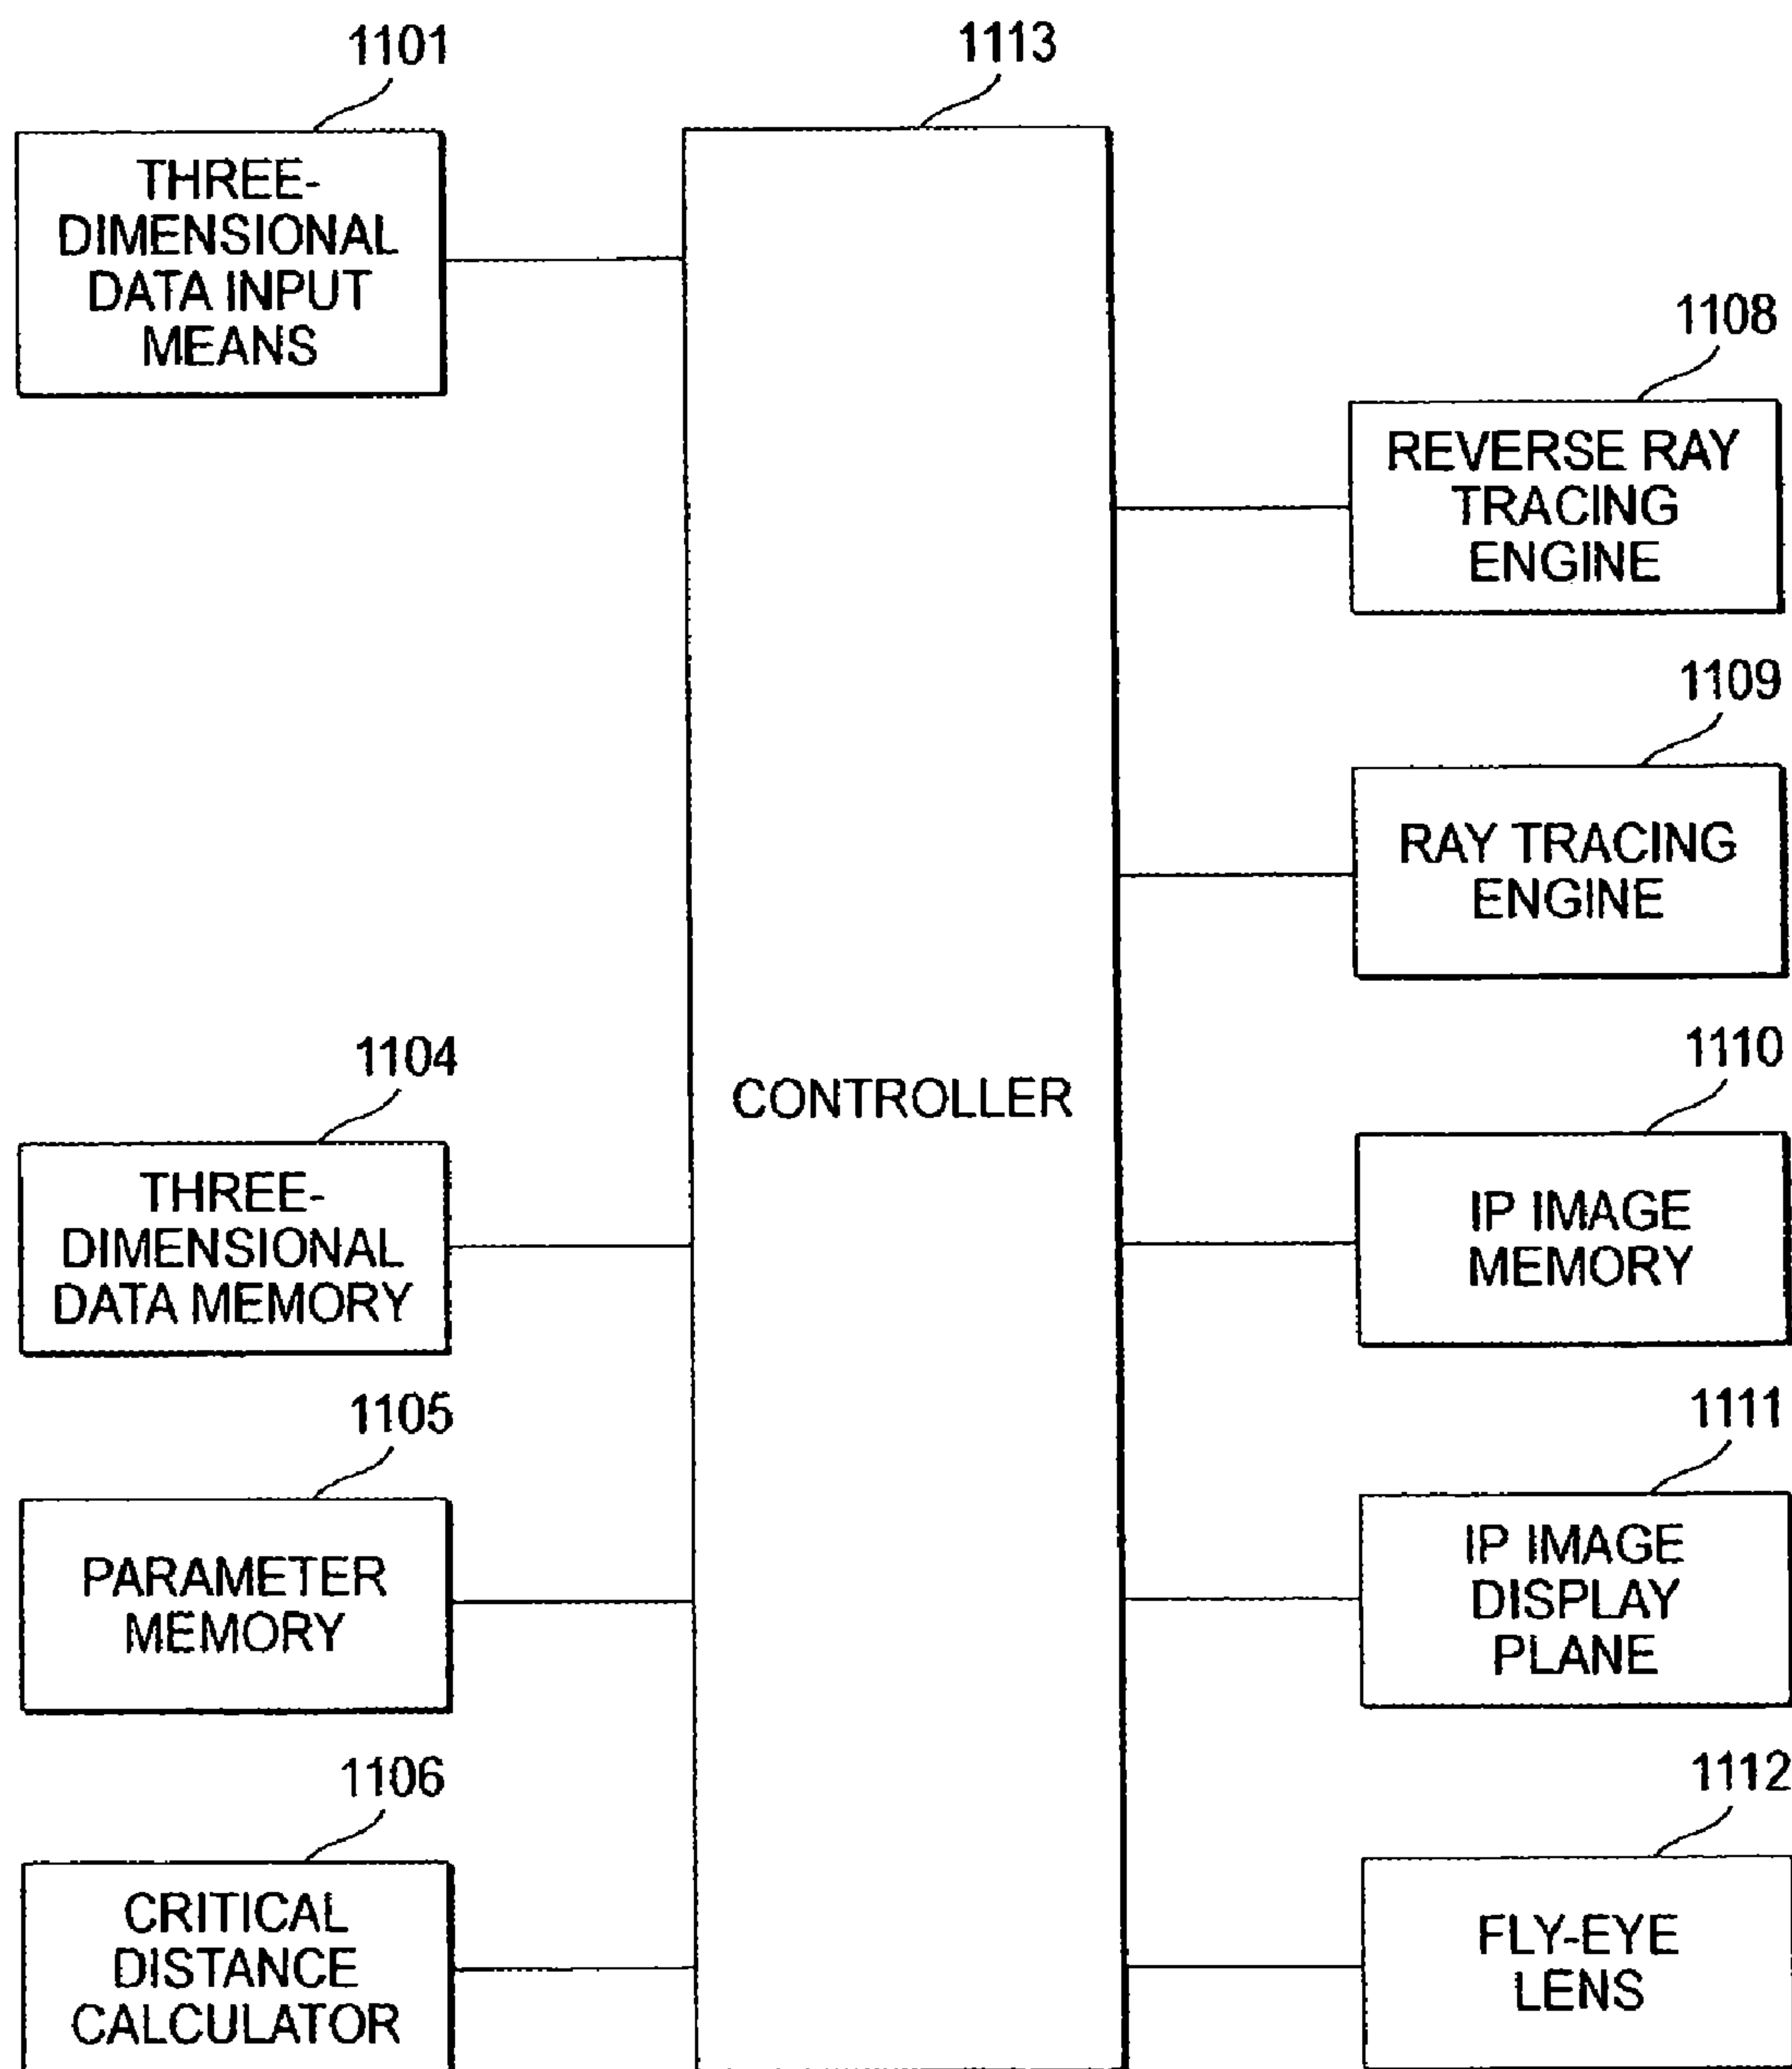 1101
THREE-
DIMENSIONAL
DATA INPUT
MEANS
1104
THREE-
DIMENSIONAL
DATA MEMORY
1105
PARAMETER
MEMORY
1106
CRITICAL
DISTANCE
CALCULATOR
1113
CONTROLLER
1108
REVERSE RAY
TRACING
ENGINE
1109
RAY TRACING
ENGINE
1110
IP IMAGE
MEMORY
1111
IP IMAGE
DISPLAY
PLANE
1112
FLY-EYE
LENS